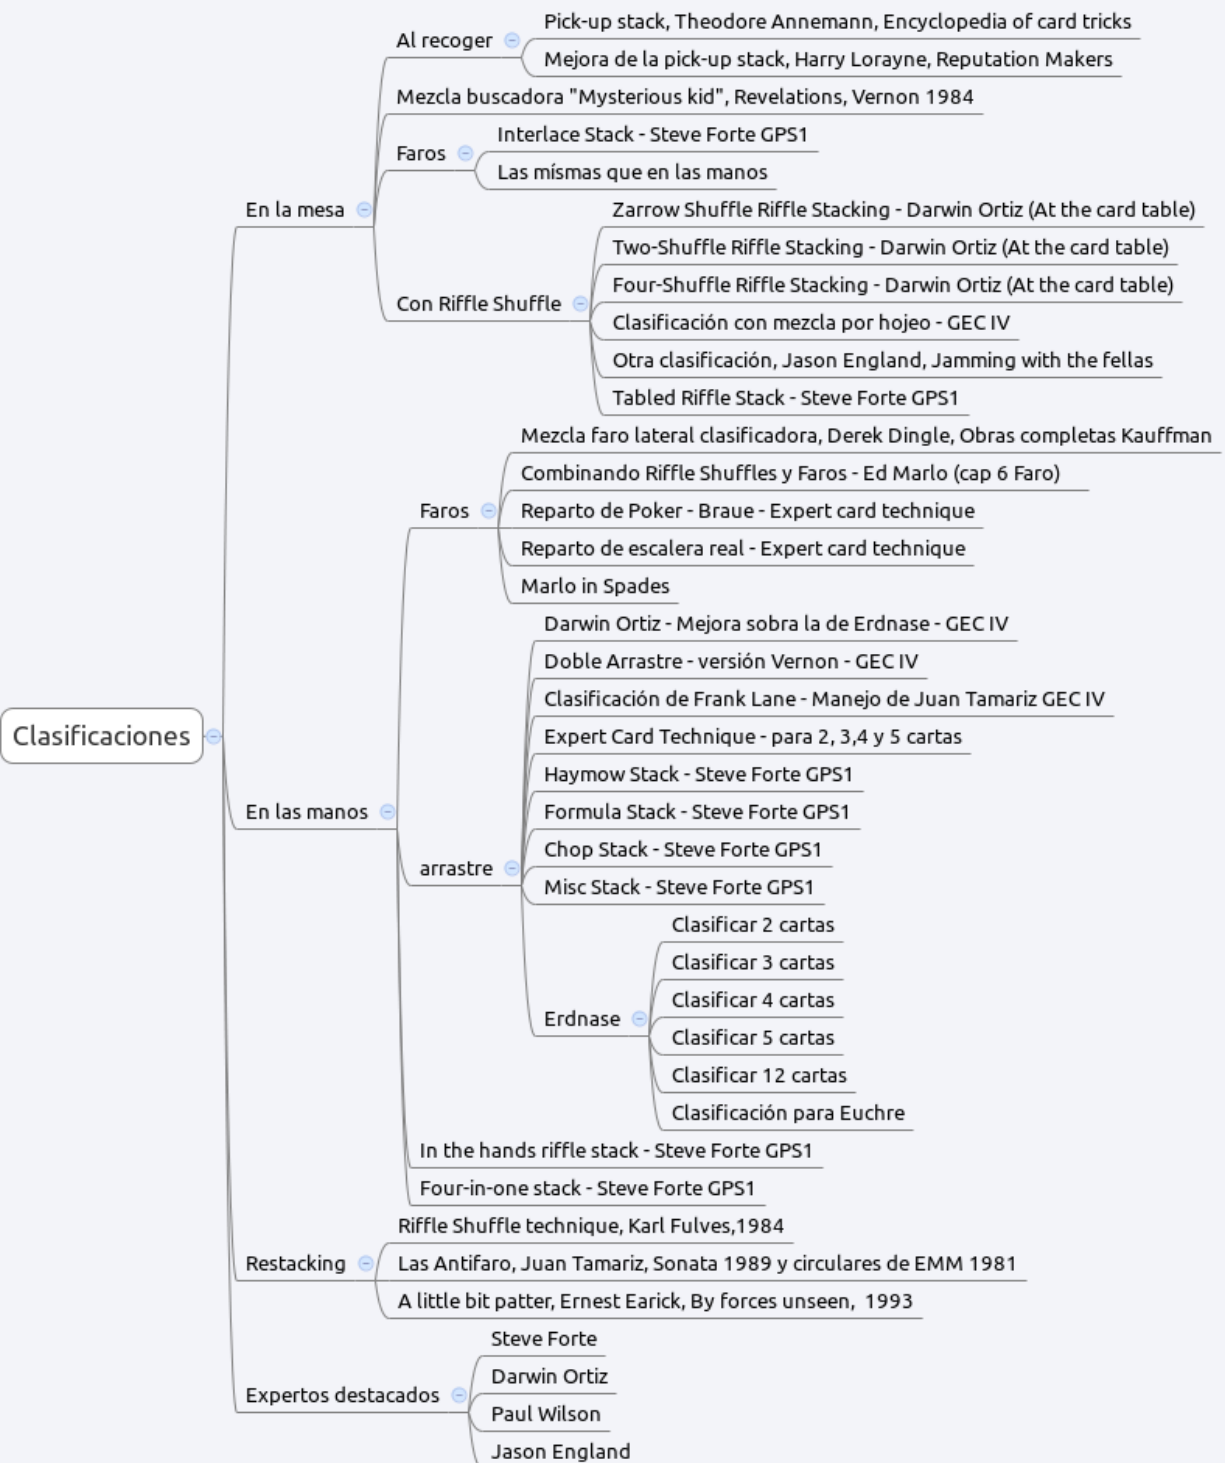 Pick-up stack, Theodore Annemann, Encyclopedia of card tricks
Al recoger
Mejora de la pick-up stack, Harry Lorayne, Reputation Makers
Mezcla buscadora "Mysterious kid", Revelations, Vernon 1984
Interlace Stack - Steve Forte GPS1
Faros
Las mísmas que en las manos
En la mesa
Zarrow Shuffle Riffle Stacking - Darwin Ortiz (At the card table)
Two-Shuffle Riffle Stacking - Darwin Ortiz (At the card table)
Four-Shuffle Riffle Stacking - Darwin Ortiz (At the card table)
Con Riffle Shuffle
Clasificación con mezcla por hojeo - GEC IV
Otra clasificación, Jason England, Jamming with the fellas
Tabled Riffle Stack - Steve Forte GPS1
Mezcla faro lateral clasificadora, Derek Dingle, Obras completas Kauffman
Combinando Riffle Shuffles y Faros - Ed Marlo (cap 6 Faro)
Faros
Reparto de Poker - Braue - Expert card technique
Reparto de escalera real - Expert card technique
Marlo in Spades
Darwin Ortiz - Mejora sobra la de Erdnase - GEC IV
Doble Arrastre - versión Vernon - GEC IV
Clasificación de Frank Lane - Manejo de Juan Tamariz GEC IV
Clasificaciones
Expert Card Technique - para 2, 3,4 y 5 cartas
Haymow Stack - Steve Forte GPS1
En las manos
Formula Stack - Steve Forte GPS1
Chop Stack - Steve Forte GPS1
arrastre
Misc Stack - Steve Forte GPS1
Clasificar 2 cartas
Clasificar 3 cartas
Clasificar 4 cartas
Erdnase
Clasificar 5 cartas
Clasificar 12 cartas
Clasificación para Euchre
In the hands riffle stack - Steve Forte GPS1
Four-in-one stack - Steve Forte GPS1
Riffle Shuffle technique, Karl Fulves,1984
Restacking
Las Antifaro, Juan Tamariz, Sonata 1989 y circulares de EMM 1981
A little bit patter, Ernest Earick, By forces unseen, 1993
Steve Forte
Darwin Ortiz
Expertos destacados
Paul Wilson
Jason England